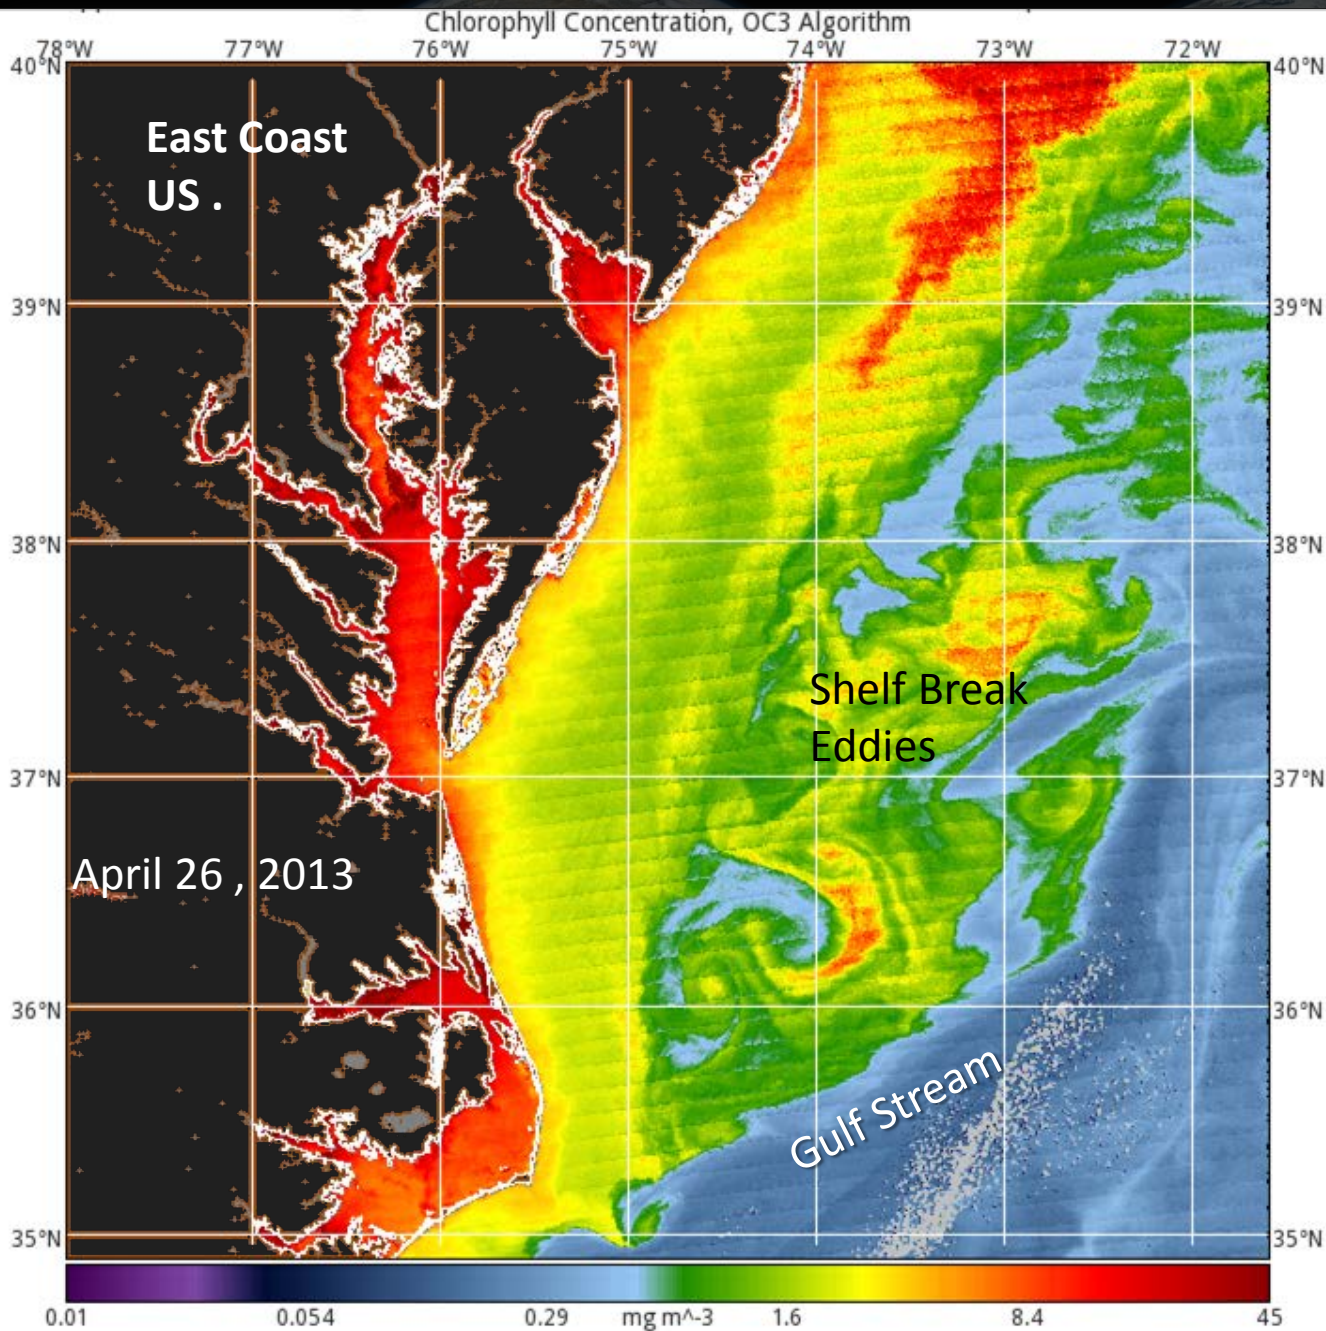 Chlorophyll Concentration, OC3 Algorithm
78°W 77°W 76°W 75°W 74°W 73°W 72°W
40°N 40°N
East Coast
US .
39°N 39°N
38°N 38°N
Shelf Break
Eddies
37°N 37°N
April 26 , 2013
36°N 36°N
Gulf Stream
35°N 35°N
0.01 0.054 0.29 mg m^-3 1.6 8.4 45